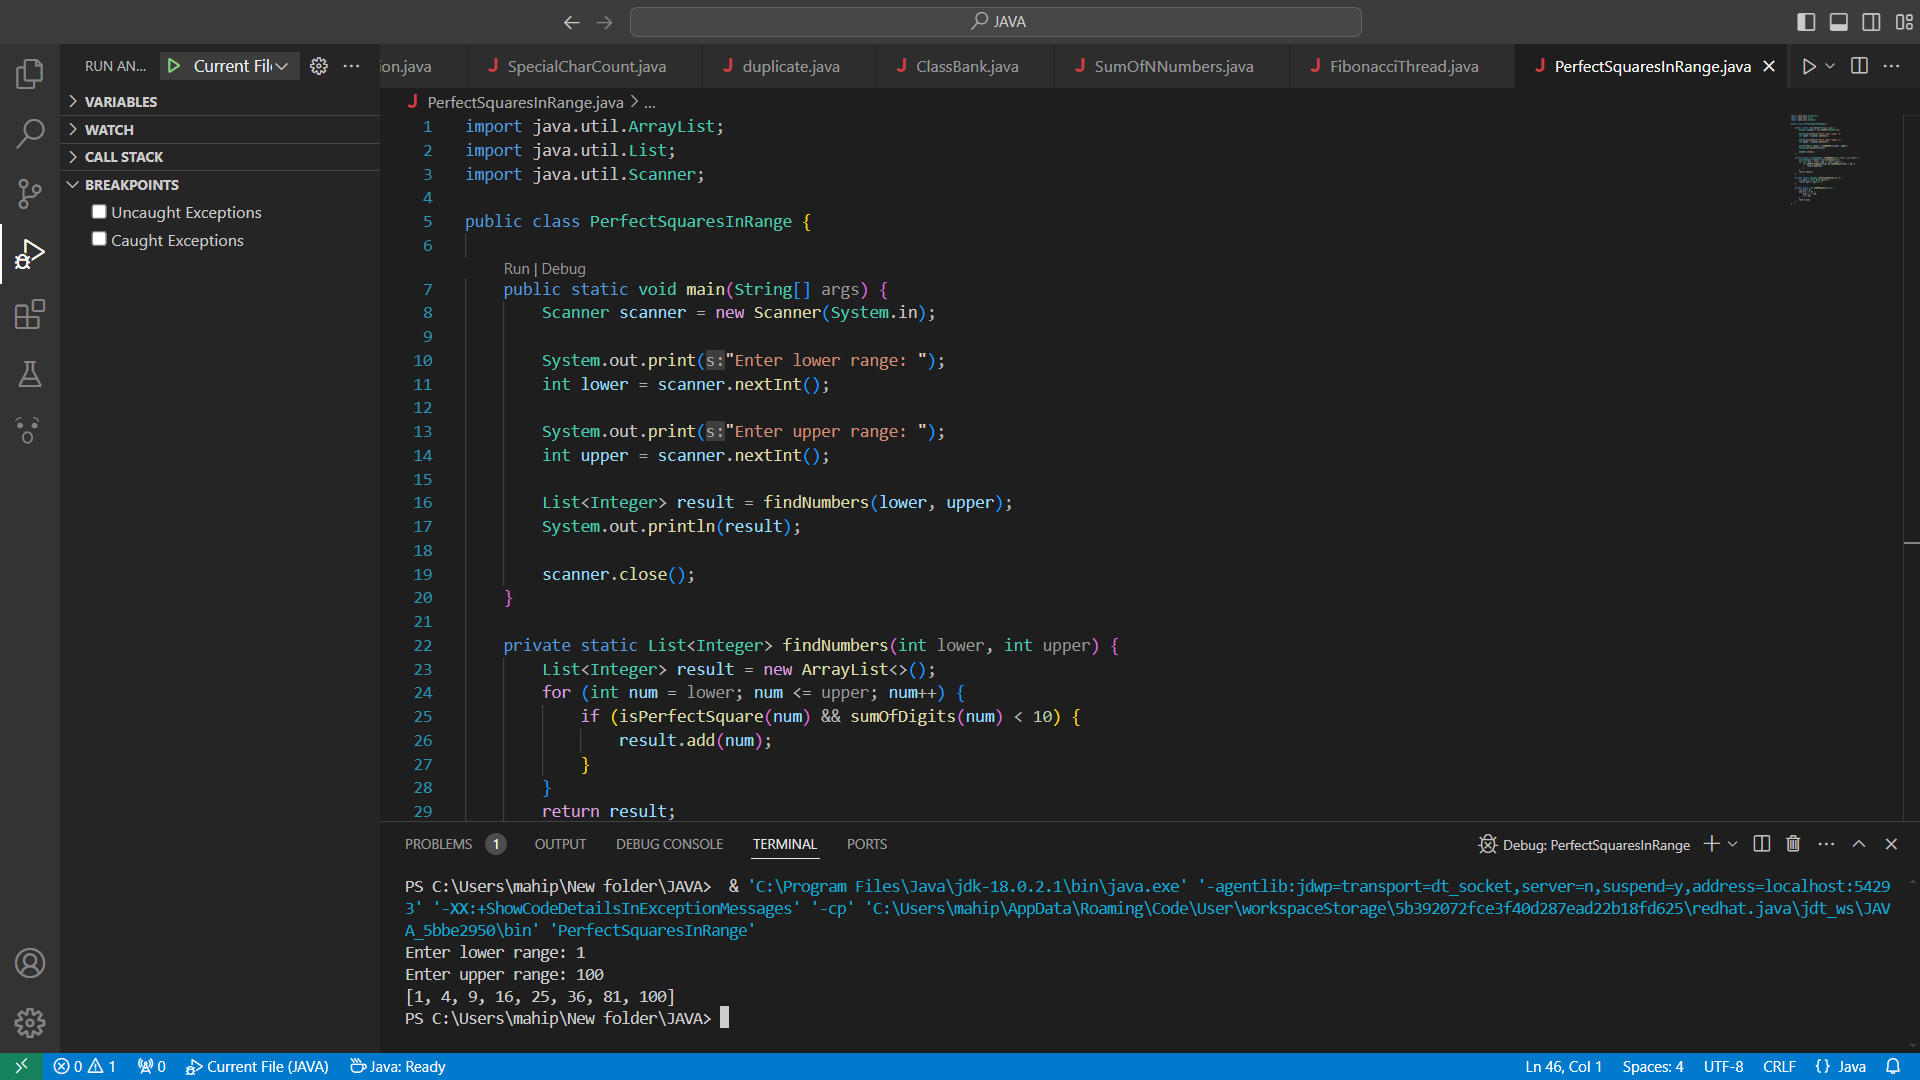 JAVA
RUN AN...
Current Fil
ion.java
SpecialCharCount.java
duplicate.java
ClassBank.java
SumOfNNumbers.java
FibonacciThread.java
PerfectSquaresInRange.java
VARIABLES
WATCH
CALL STACK
BREAKPOINTS
Uncaught Exceptions
Caught Exceptions
PerfectSquaresInRange.java > ...
1 import java.util.ArrayList;
2 import java.util.List;
3 import java.util.Scanner;
4
5 public class PerfectSquaresInRange {
6
Run | Debug
7 public static void main(String[] args) {
8 Scanner scanner = new Scanner(System.in);
9
10 System.out.print(s:"Enter lower range: ");
11 int lower = scanner.nextInt();
12
13 System.out.print(s:"Enter upper range: ");
14 int upper = scanner.nextInt();
15
16 List<Integer> result = findNumbers(lower, upper);
17 System.out.println(result);
18
19 scanner.close();
20 }
21
22 private static List<Integer> findNumbers(int lower, int upper) {
23 List<Integer> result = new ArrayList<>();
24 for (int num = lower; num <= upper; num++) {
25 if (isPerfectSquare(num) && sumOfDigits(num) < 10) {
26 result.add(num);
27 }
28 }
29 return result;
PROBLEMS 1 OUTPUT DEBUG CONSOLE TERMINAL PORTS
Debug: PerfectSquaresInRange
PS C:\Users\mahip\New folder\JAVA>  & 'C:\Program Files\Java\jdk-18.0.2.1\bin\java.exe' '-agentlib:jdwp=transport=dt_socket,server=n,suspend=y,address=localhost:5429
3' '-XX:+ShowCodeDetailsInExceptionMessages' '-cp' 'C:\Users\mahip\AppData\Roaming\Code\User\workspaceStorage\5b392072fce3f40d287ead22b18fd625\redhat.java\jdt_ws\JAV
A_5bbe2950\bin' 'PerfectSquaresInRange'
Enter lower range: 1
Enter upper range: 100
[1, 4, 9, 16, 25, 36, 81, 100]
PS C:\Users\mahip\New folder\JAVA>
0 1 0 Current File (JAVA) Java: Ready
Ln 46, Col 1 Spaces: 4 UTF-8 CRLF {} Java